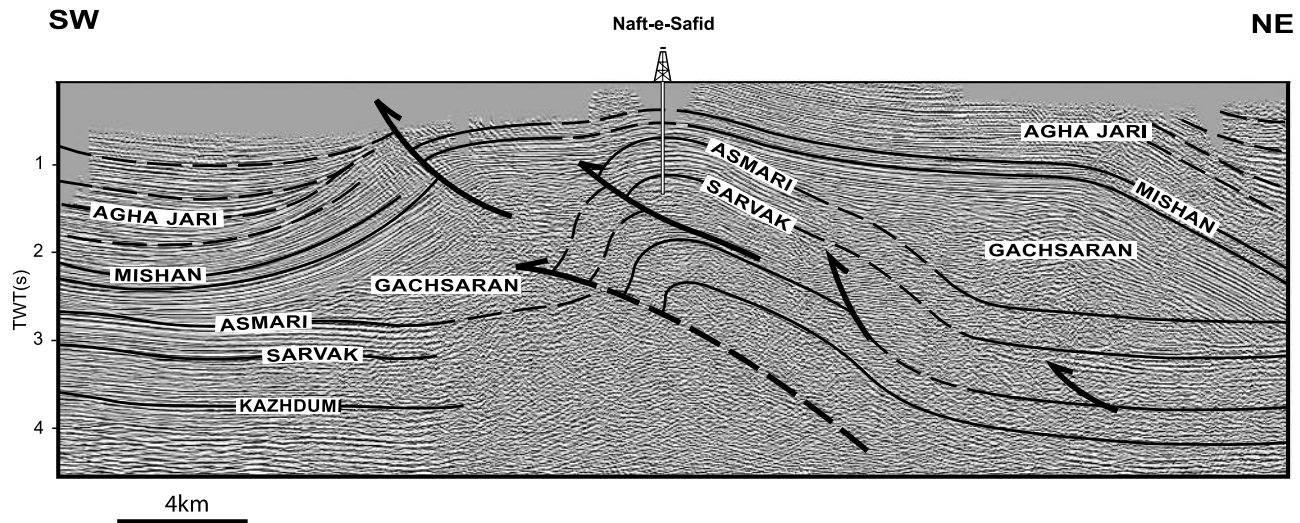 SW
Naft-e-Safid
NE
AGHA JARI
ASMARI
1
SARVAK
MISHAN
AGHA JARI
2
GACHSARAN
MISHAN
GACHSARAN
TWT(s)
ASMARI
3
SARVAK
KAZHDUMI
4
4km